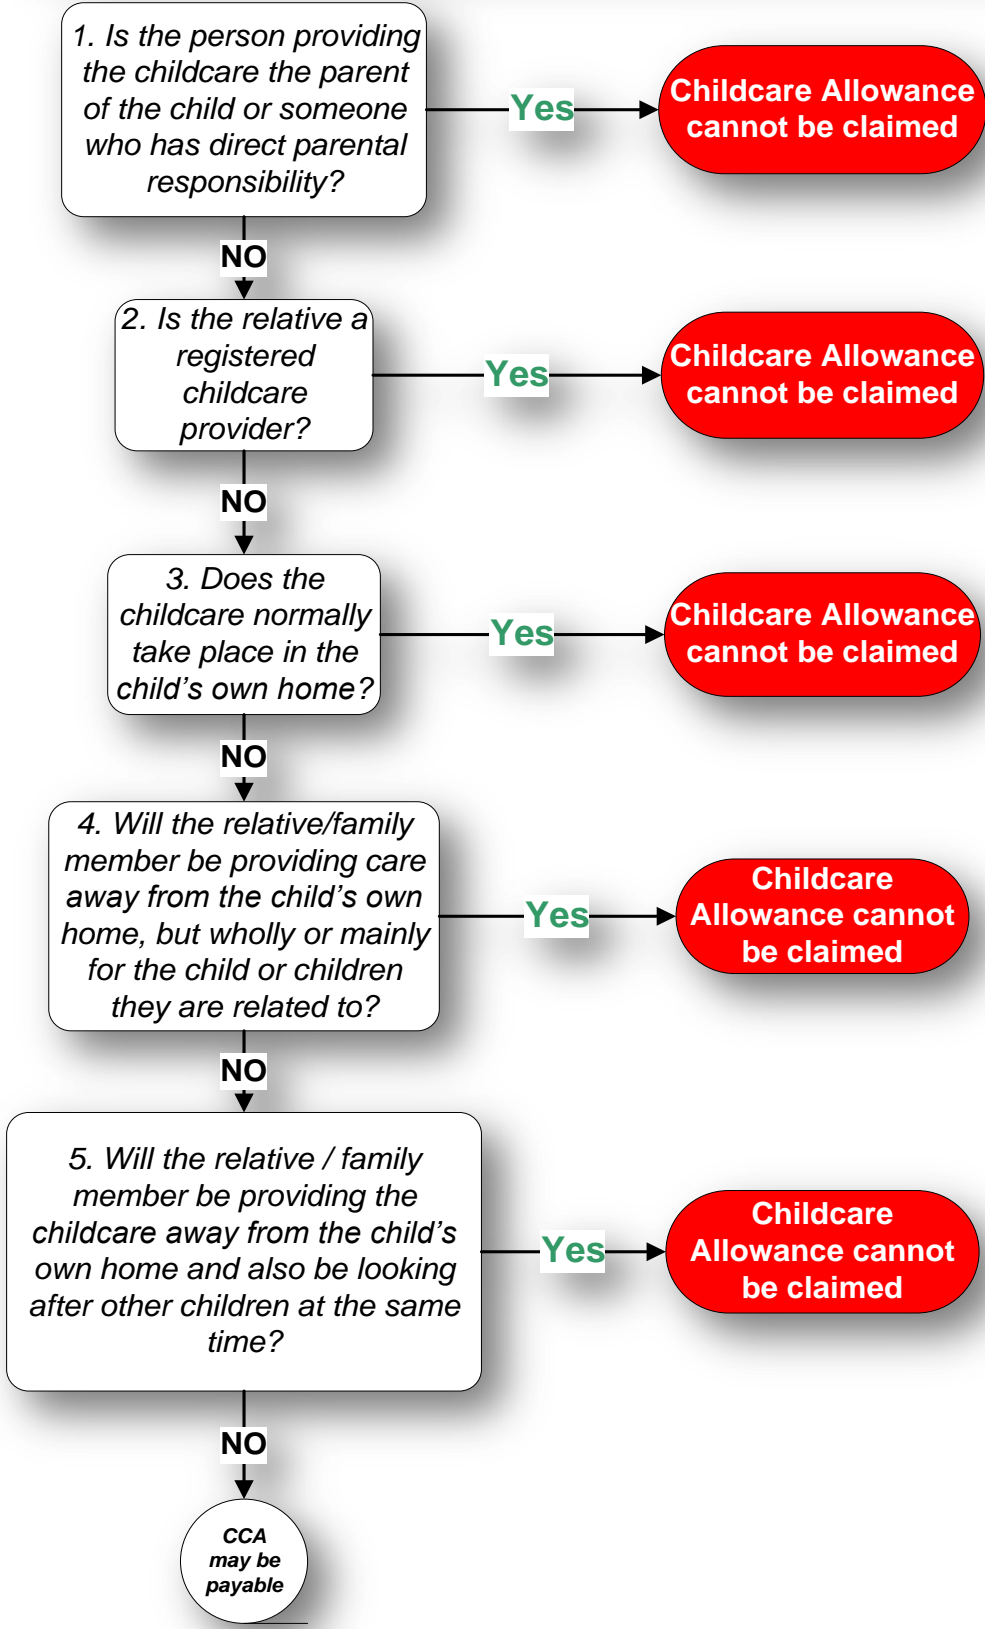 1. Is the person providing
the childcare the parent
of the child or someone
who has direct parental
responsibility?
Yes
Childcare Allowance
cannot be claimed
NO
2. Is the relative a
registered
childcare
provider?
Yes
Childcare Allowance
cannot be claimed
NO
3. Does the
childcare normally
take place in the
child’s own home?
Yes
Childcare Allowance
cannot be claimed
NO
4. Will the relative/family
member be providing care
away from the child’s own
home, but wholly or mainly
for the child or children
they are related to?
Yes
Childcare
Allowance cannot
be claimed
NO
5. Will the relative / family
member be providing the
childcare away from the child’s
own home and also be looking
after other children at the same
time?
Yes
Childcare
Allowance cannot
be claimed
NO
CCA
may be
payable